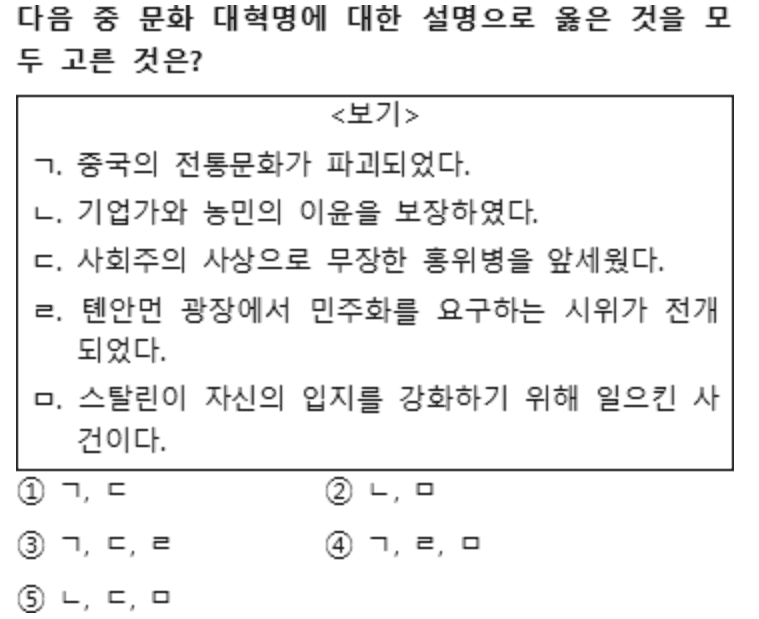 다음 중 문화 대혁명에 대한 설명으로 옳은 것을 모
두 고른 것은?
<보기>
ㄱ. 중국의 전통문화가 파괴되었다.
ㄴ. 기업가와 농민의 이윤을 보장하였다.
ㄷ. 사회주의 사상으로 무장한 홍위병을 앞세웠다.
ㄹ. 톈안먼 광장에서 민주화를 요구하는 시위가 전개
되었다.
ㅁ. 스탈린이 자신의 입지를 강화하기 위해 일으킨 사
건이다.
① ㄱ, ㄷ ② ㄴ, ㅁ
③ ㄱ, ㄷ, ㄹ ④ ㄱ, ㄹ, ㅁ
⑤ ㄴ, ㄷ, ㅁ